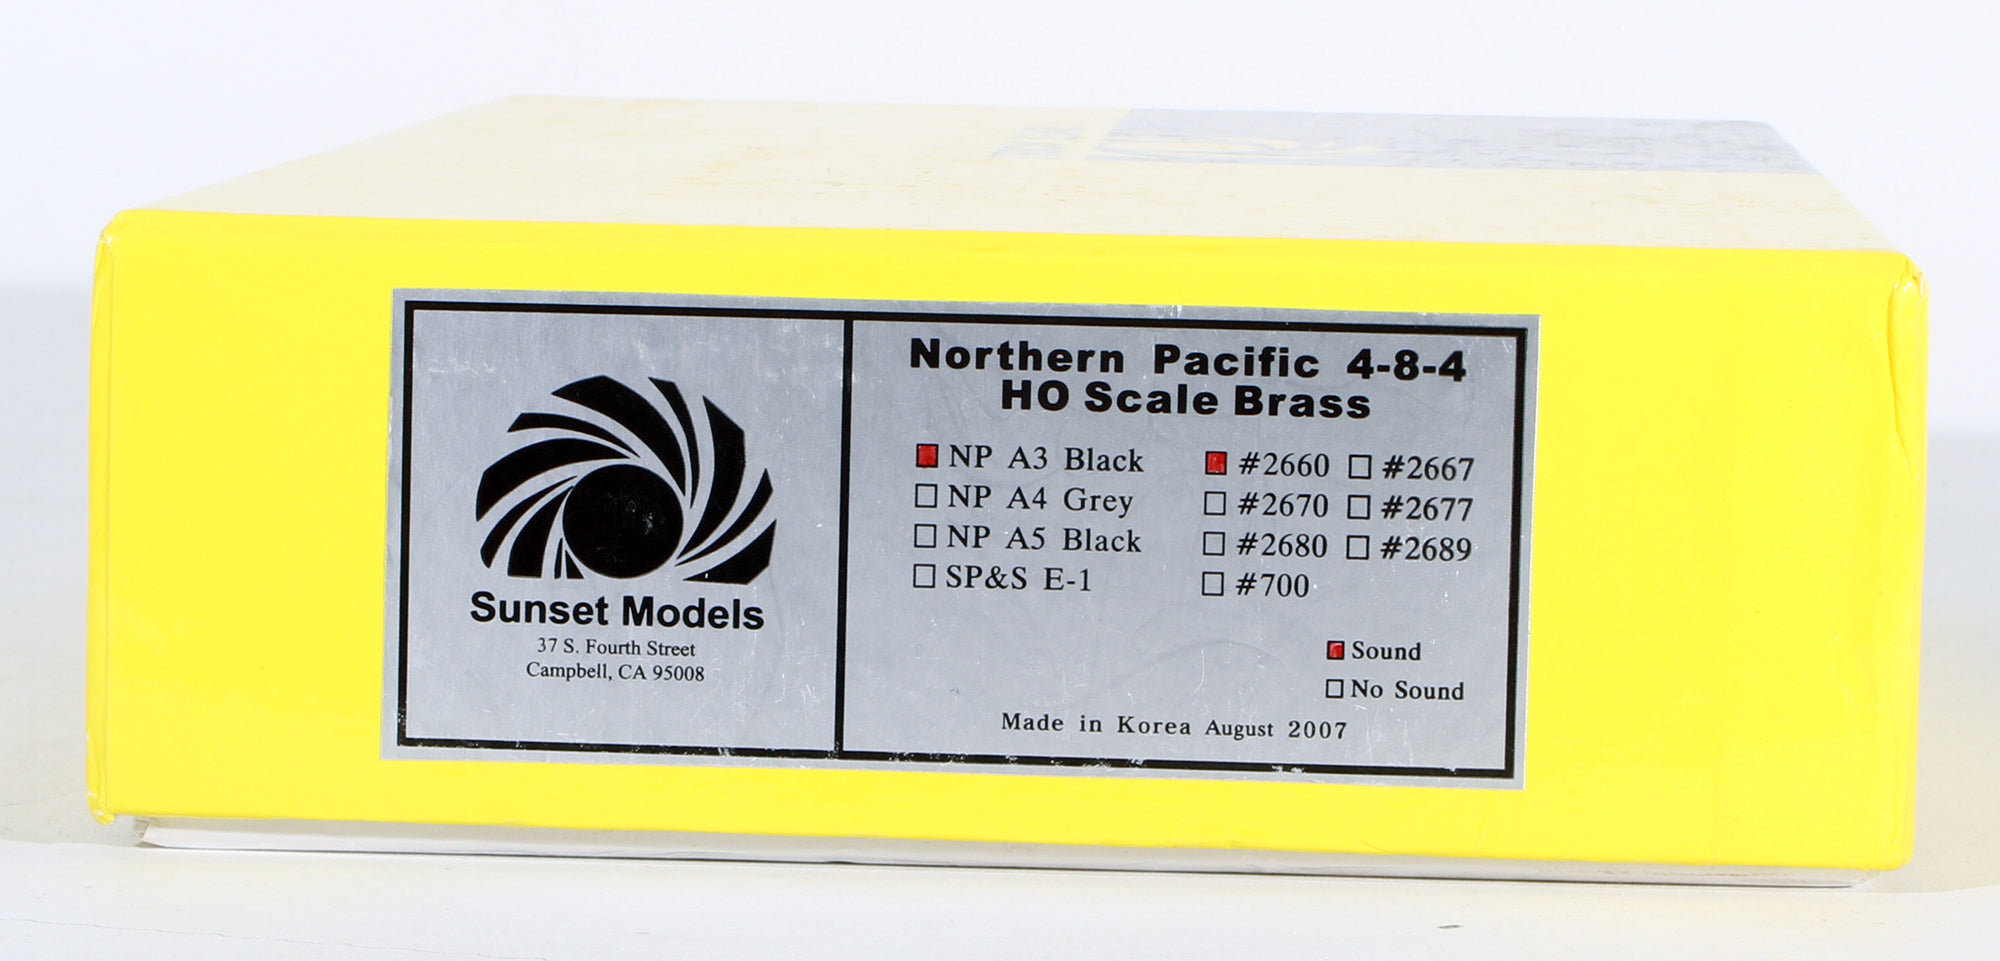 Sunset Models
37 S. Fourth Street
Campbell, CA 95008
Northern Pacific 4-8-4
HO Scale Brass
NP A3 Black #2660 #2667
NP A4 Grey #2670 #2677
NP A5 Black #2680 #2689
SP&S E-1 #700
Sound
No Sound
Made in Korea August 2007